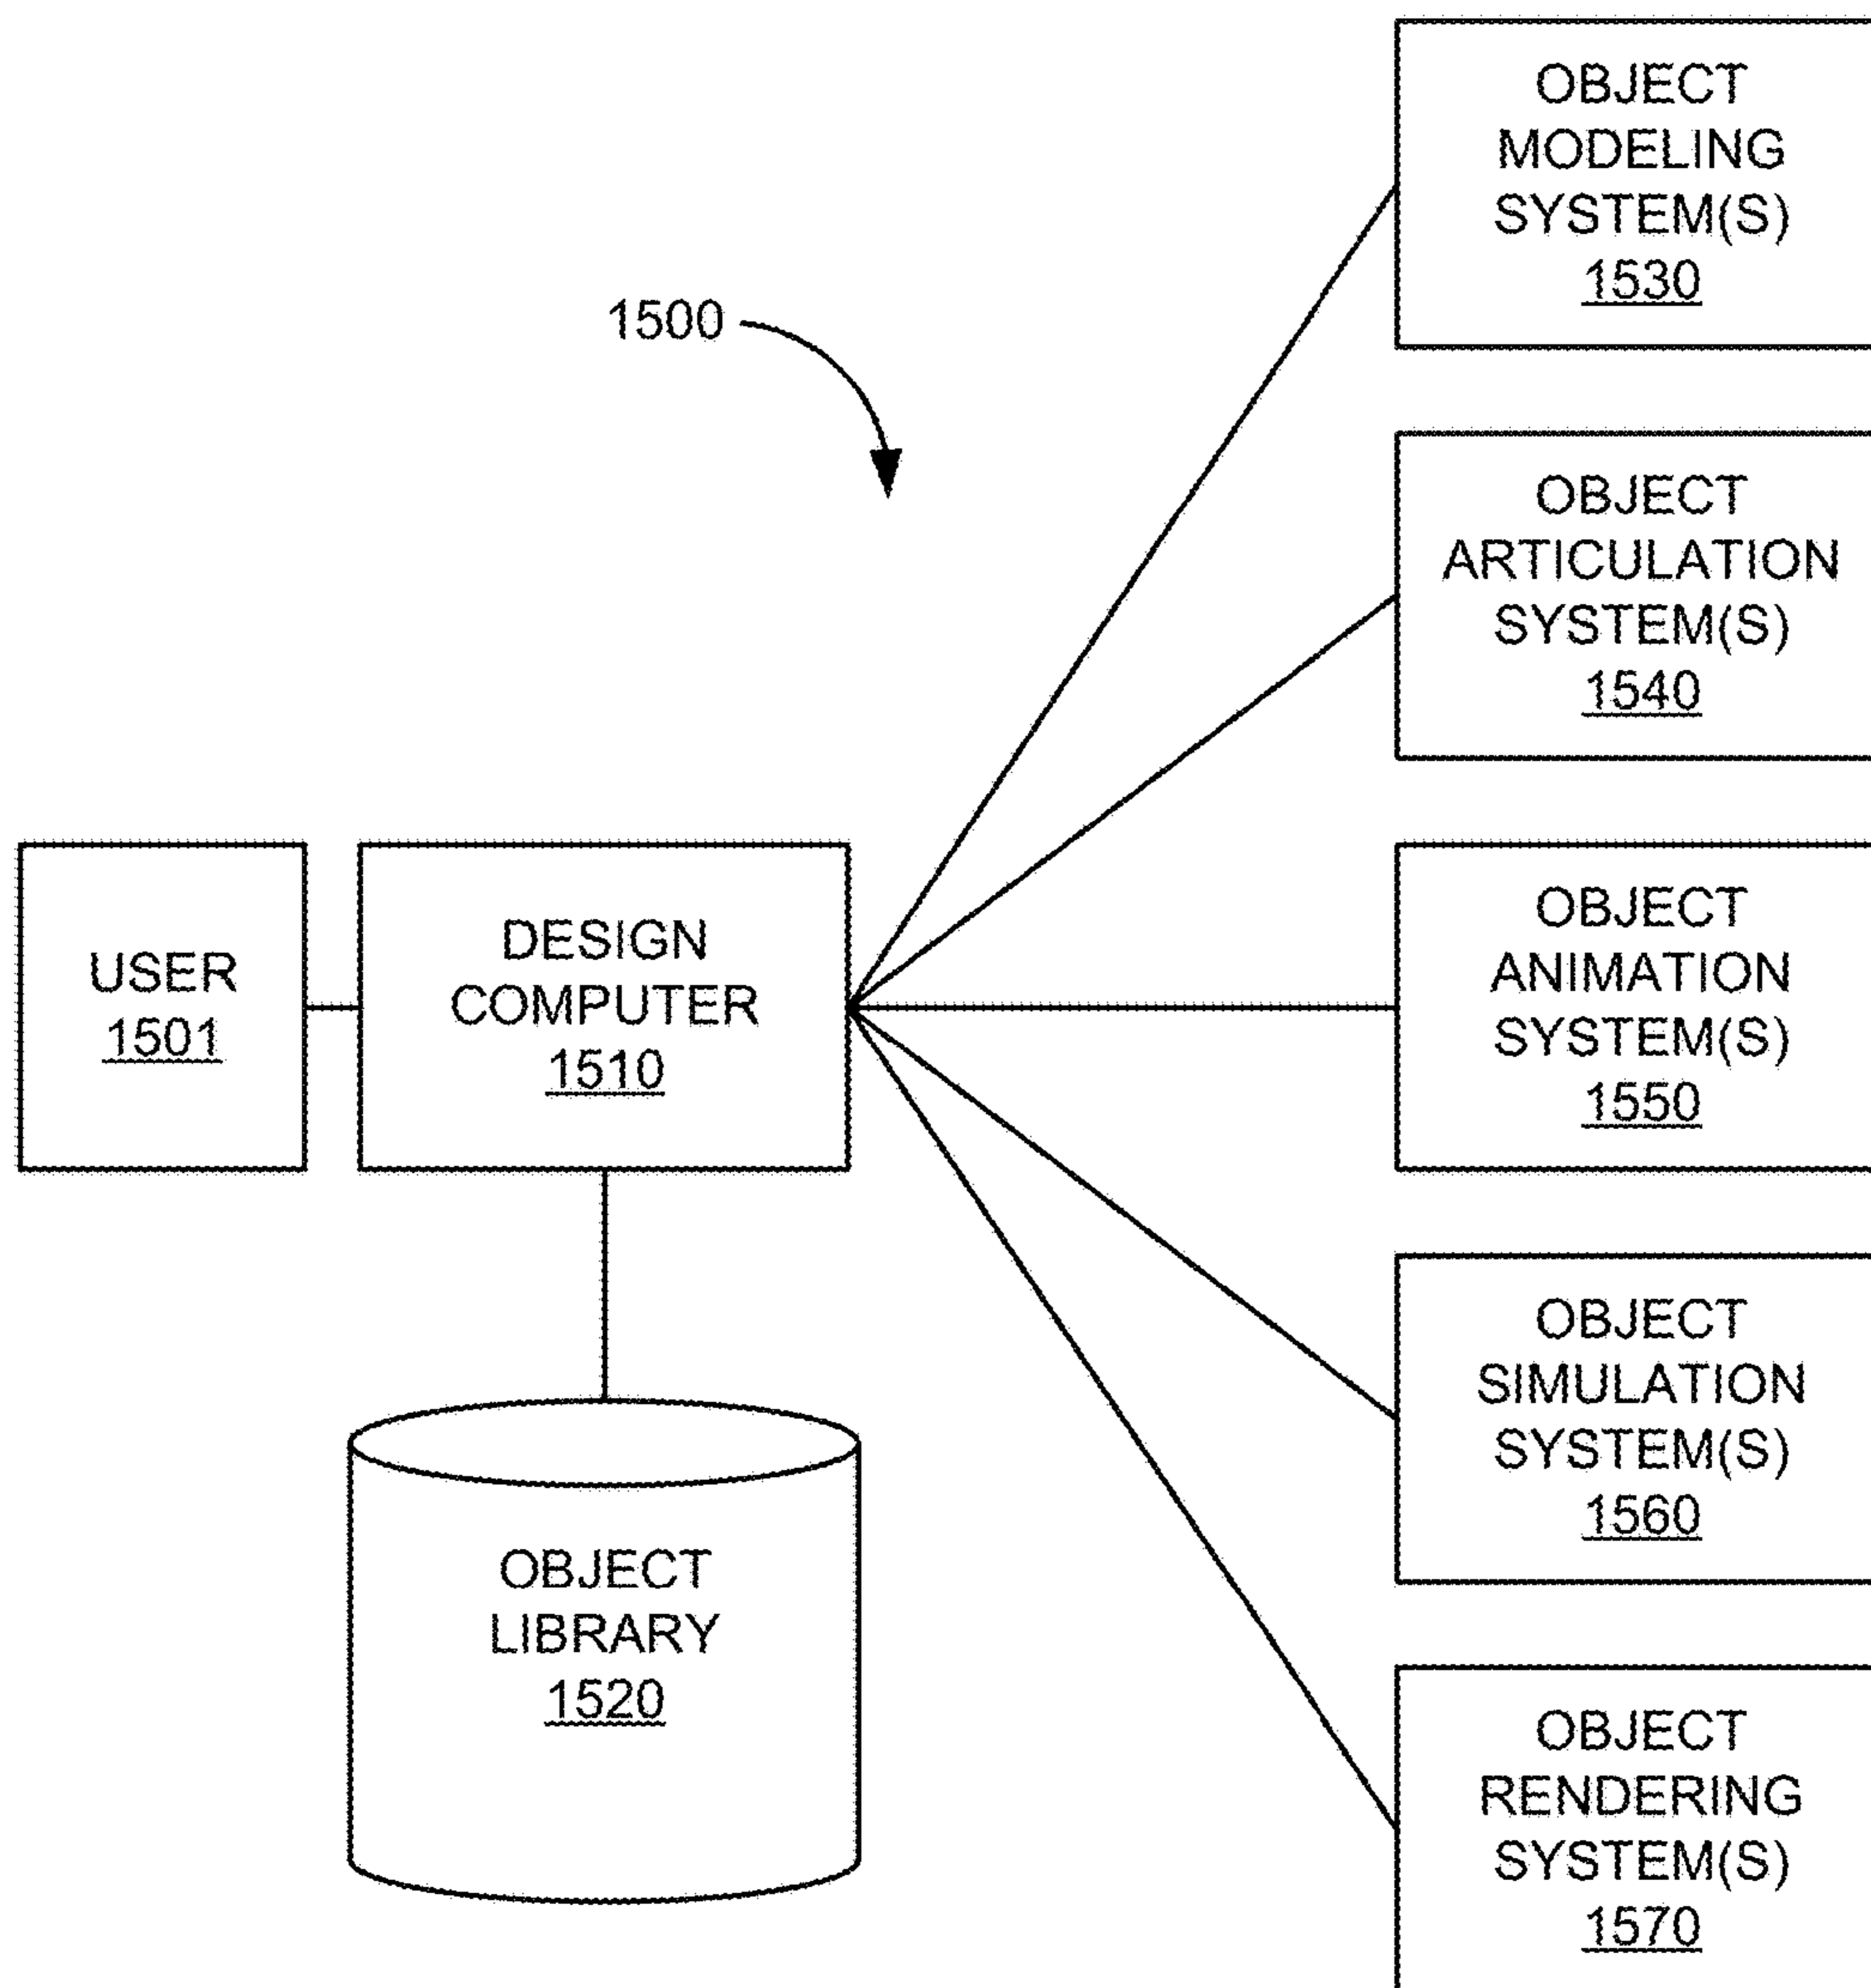 1500
USER
1501
DESIGN
COMPUTER
1510
OBJECT
LIBRARY
1520
OBJECT
MODELING
SYSTEM(S)
1530
OBJECT
ARTICULATION
SYSTEM(S)
1540
OBJECT
ANIMATION
SYSTEM(S)
1550
OBJECT
SIMULATION
SYSTEM(S)
1560
OBJECT
RENDERING
SYSTEM(S)
1570